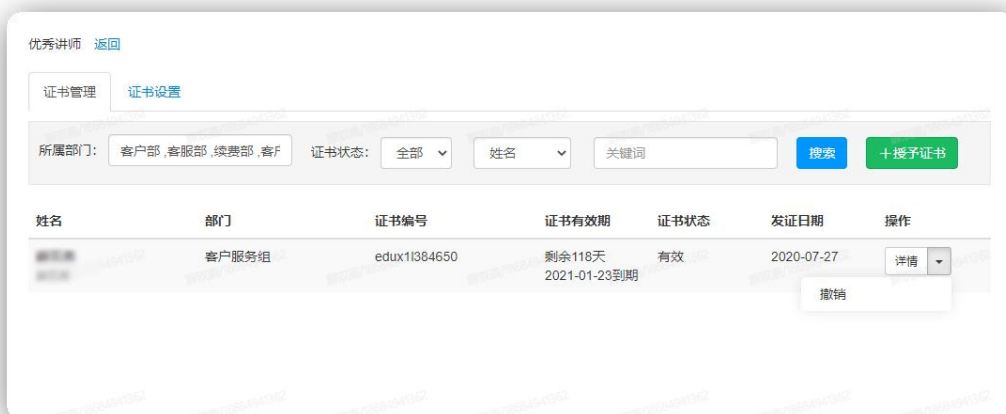 优秀讲师 返回
证书管理 证书设置
所属部门: 客户部 ,客服部 ,续费部 ,客户 证书状态: 全部 姓名 关键词 搜索 +授予证书
姓名 部门 证书编号 证书有效期 证书状态 发证日期 操作
客户服务组 edux1l384650 剩余118天 有效 2020-07-27 详情
2021-01-23到期
撤销